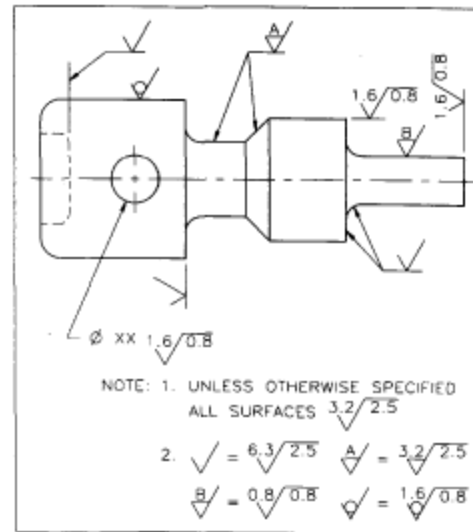 A
1.6 0.8
1.6 0.8
B
Ø XX 1.6 0.8
NOTE: 1. UNLESS OTHERWISE SPECIFIED
ALL SURFACES 3.2 2.5
2. √ = 6.3 2.5 A = 3.2 2.5
B = 0.8 0.8 √ = 1.6 0.8